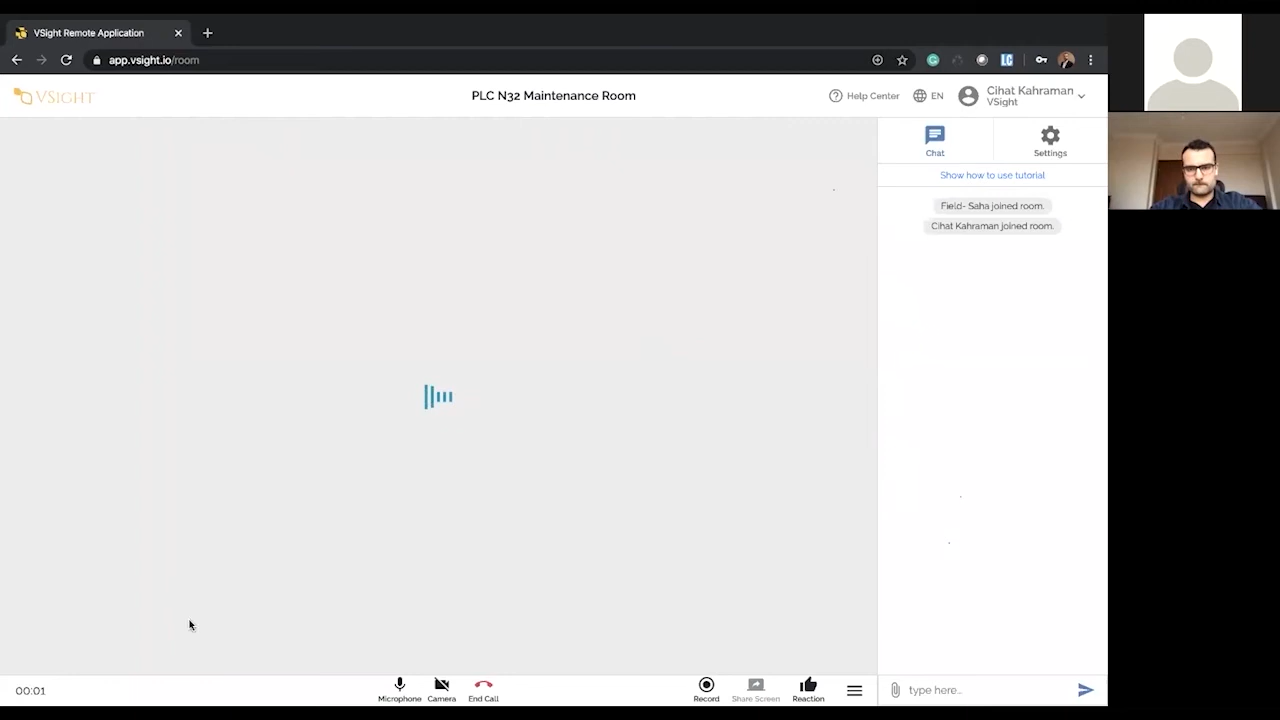 VSight Remote Application
app.vsight.io/room
LC
VSIGHT
PLC N32 Maintenance Room
Help Center
EN
Cihat Kahraman
VSight
Chat
Settings
Show how to use tutorial
Field- Saha joined room.
Cihat Kahraman joined room.
00:01
Microphone
Camera
End Call
Record
Share Screen
Reaction
type here...